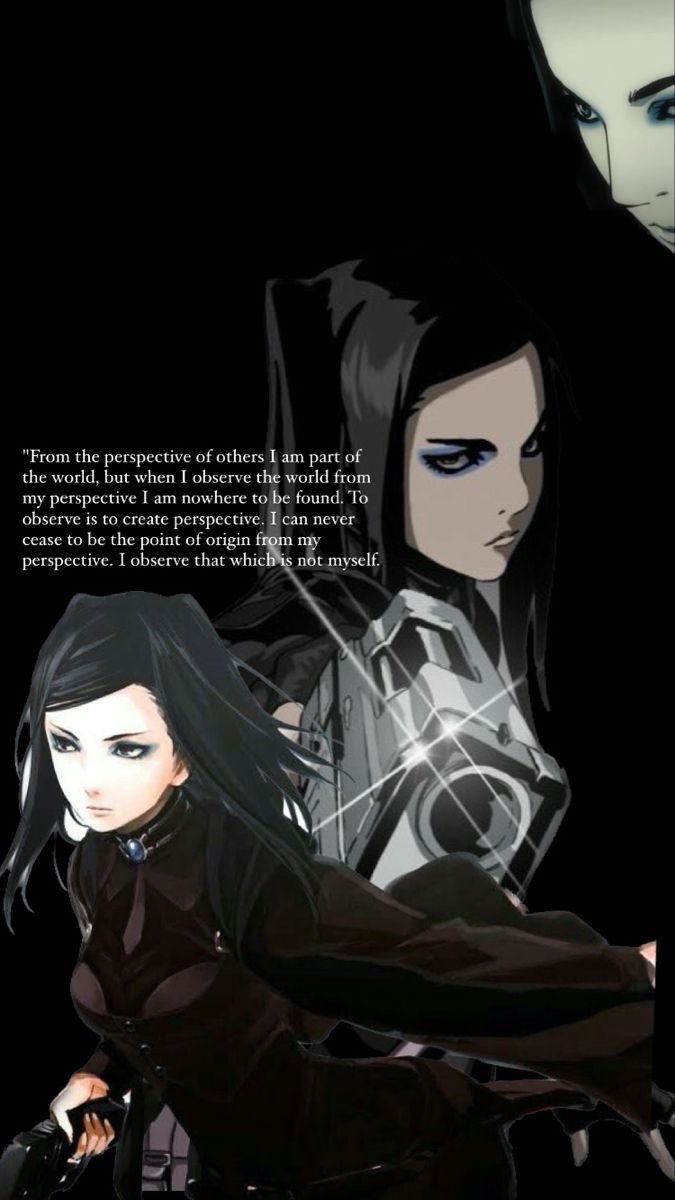 "From the perspective of others I am part of
the world, but when I observe the world from
my perspective I am nowhere to be found. To
observe is to create perspective. I can never
cease to be the point of origin from my
perspective. I observe that which is not myself.